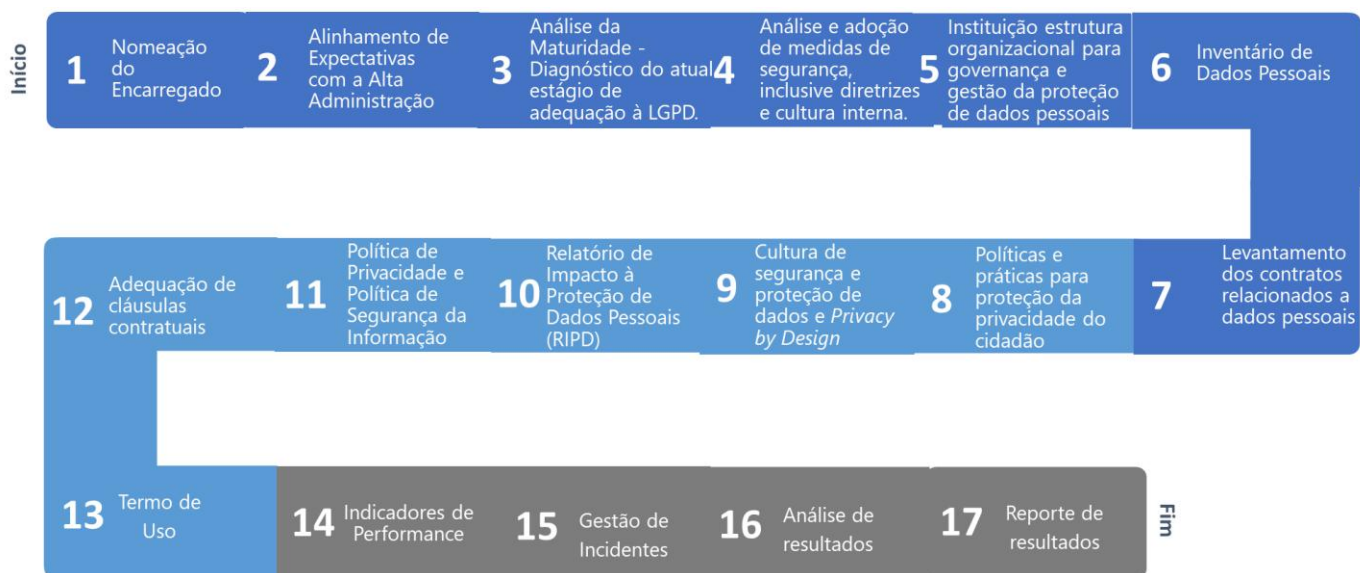 Início
1
Nomeação
do
Encarregado
2
Alinhamento de
Expectativas
com a Alta
Administração
3
Análise da
Maturidade -
Diagnóstico do atual
estágio de
adequação à LGPD.
4
Análise e adoção
de medidas de
segurança,
inclusive diretrizes
e cultura interna.
5
Instituição estrutura
organizacional para
governança e
gestão da proteção
de dados pessoais
6
Inventário de
Dados Pessoais
7
Levantamento
dos contratos
relacionados a
dados pessoais
8
Políticas e
práticas para
proteção da
privacidade do
cidadão
9
Cultura de
segurança e
proteção de
dados e Privacy
by Design
10
Relatório de
Impacto à
Proteção de
Dados Pessoais
(RIPD)
11
Política de
Privacidade e
Política de
Segurança da
Informação
12
Adequação de
cláusulas
contratuais
13
Termo de
Uso
14
Indicadores de
Performance
15
Gestão de
Incidentes
16
Análise de
resultados
17
Reporte de
resultados
Fim